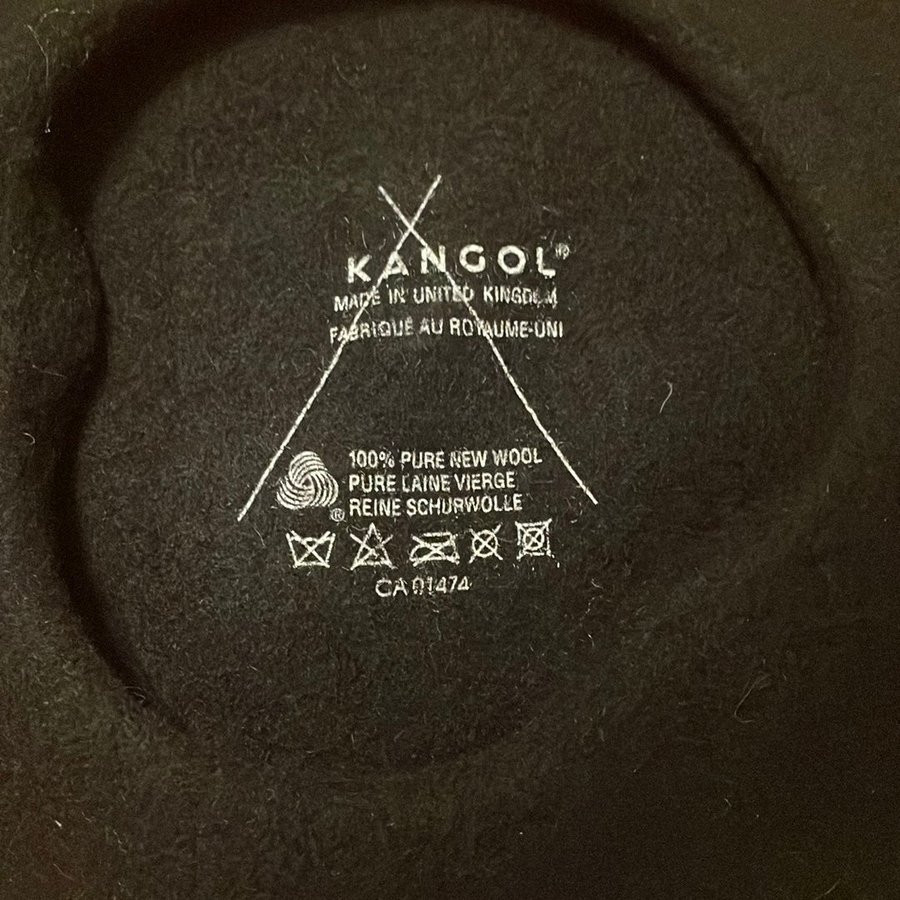 KANGOL®
MADE IN UNITED KINGDOM
FABRIQUÉ AU ROYAUME-UNI
100% PURE NEW WOOL
PURE LAINE VIERGE
® REINE SCHURWOLLE
CA 01474